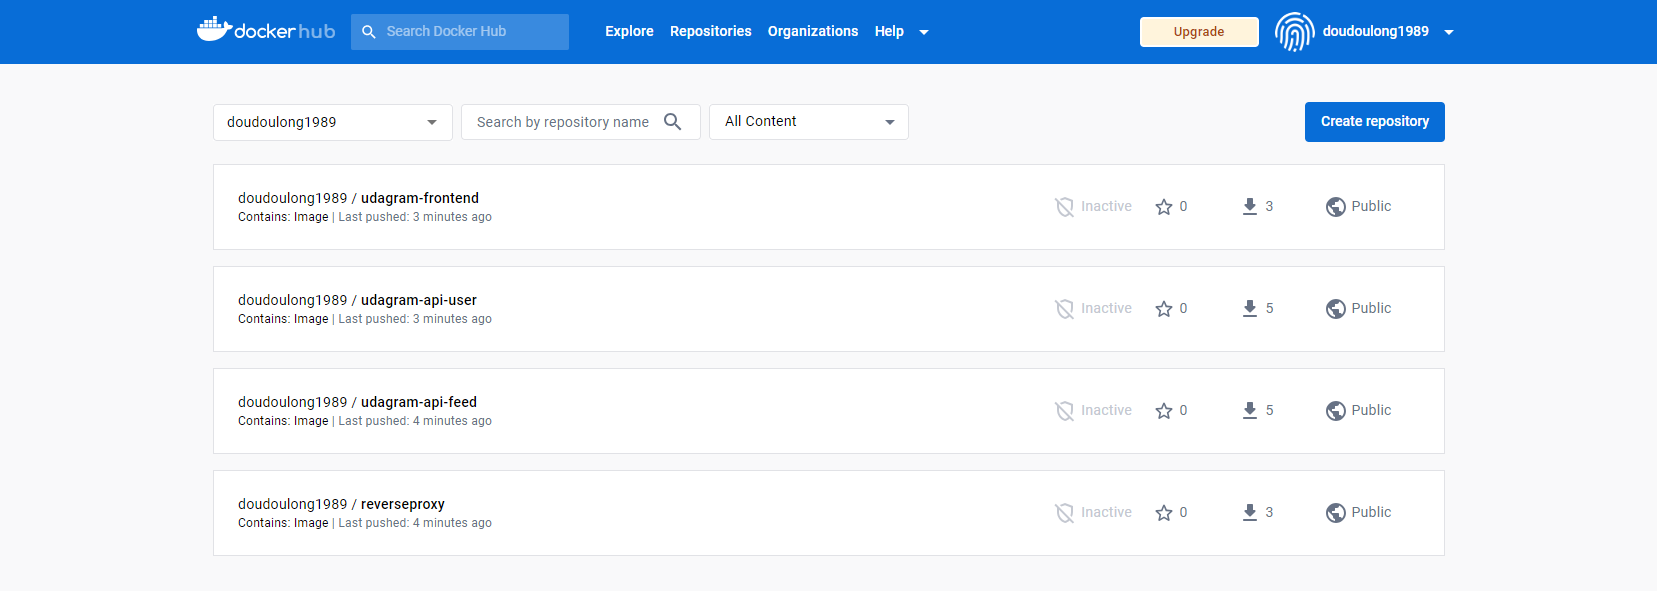 docker hub Search Docker Hub Explore Repositories Organizations Help Upgrade doudoulong1989
doudoulong1989 Search by repository name All Content Create repository
doudoulong1989 / udagram-frontend
Contains: Image | Last pushed: 3 minutes ago
Inactive 0 3 Public
doudoulong1989 / udagram-api-user
Contains: Image | Last pushed: 3 minutes ago
Inactive 0 5 Public
doudoulong1989 / udagram-api-feed
Contains: Image | Last pushed: 4 minutes ago
Inactive 0 5 Public
doudoulong1989 / reverseproxy
Contains: Image | Last pushed: 4 minutes ago
Inactive 0 3 Public